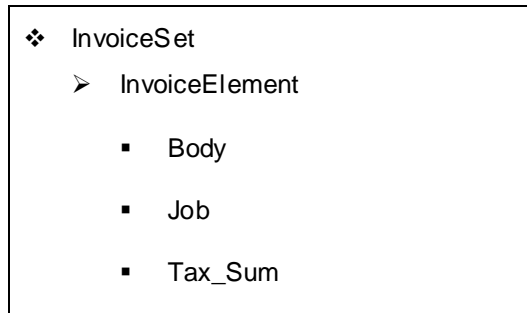 ❖ InvoiceSet
➢ InvoiceElement
▪ Body
▪ Job
▪ Tax_Sum